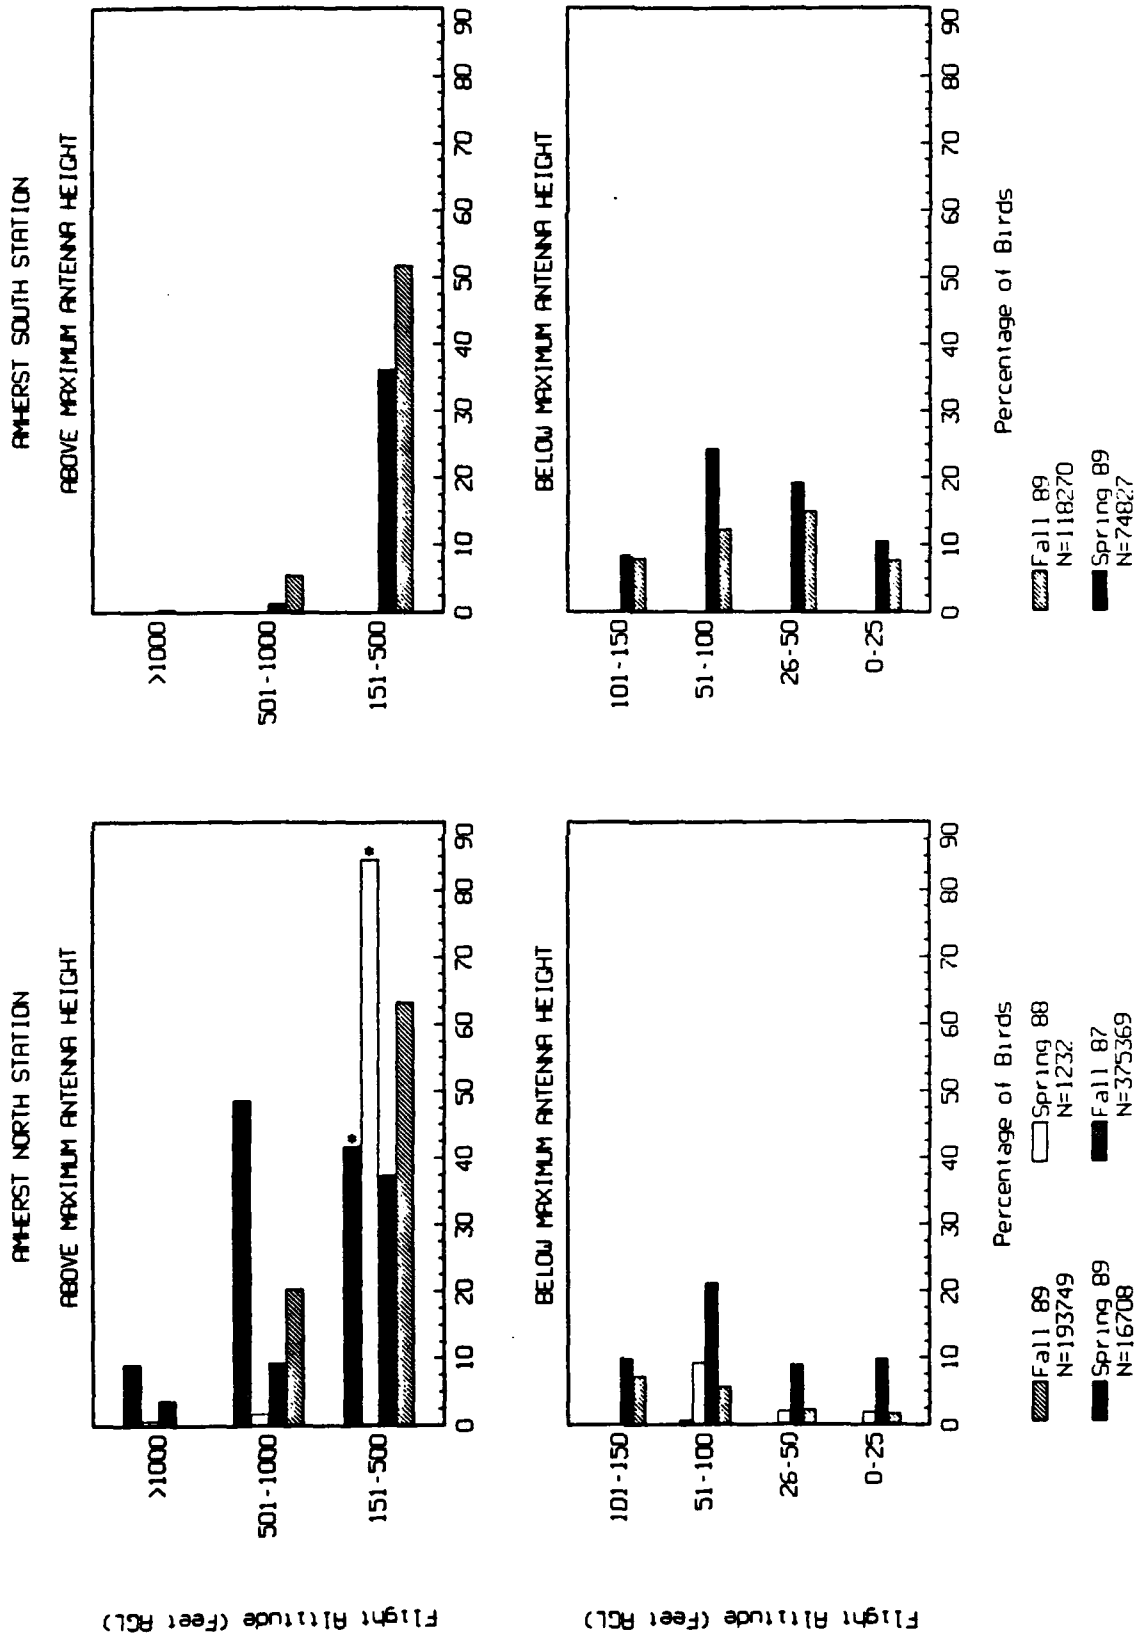 AMHERST NORTH STATION
ABOVE MAXIMUM ANTENNA HEIGHT
>1000
501-1000
151-500
*
*
0 10 20 30 40 50 60 70 80 90
BELOW MAXIMUM ANTENNA HEIGHT
101-150
51-100
26-50
0-25
0 10 20 30 40 50 60 70 80 90
Percentage of Birds
Flight Altitude (Feet AGL)
Flight Altitude (Feet AGL)
Fall 89
N=193749
Spring 89
N=16708
Spring 88
N=1232
Fall 87
N=375369
AMHERST SOUTH STATION
ABOVE MAXIMUM ANTENNA HEIGHT
>1000
501-1000
151-500
0 10 20 30 40 50 60 70 80 90
BELOW MAXIMUM ANTENNA HEIGHT
101-150
51-100
26-50
0-25
0 10 20 30 40 50 60 70 80 90
Percentage of Birds
Fall 89
N=118270
Spring 89
N=74827